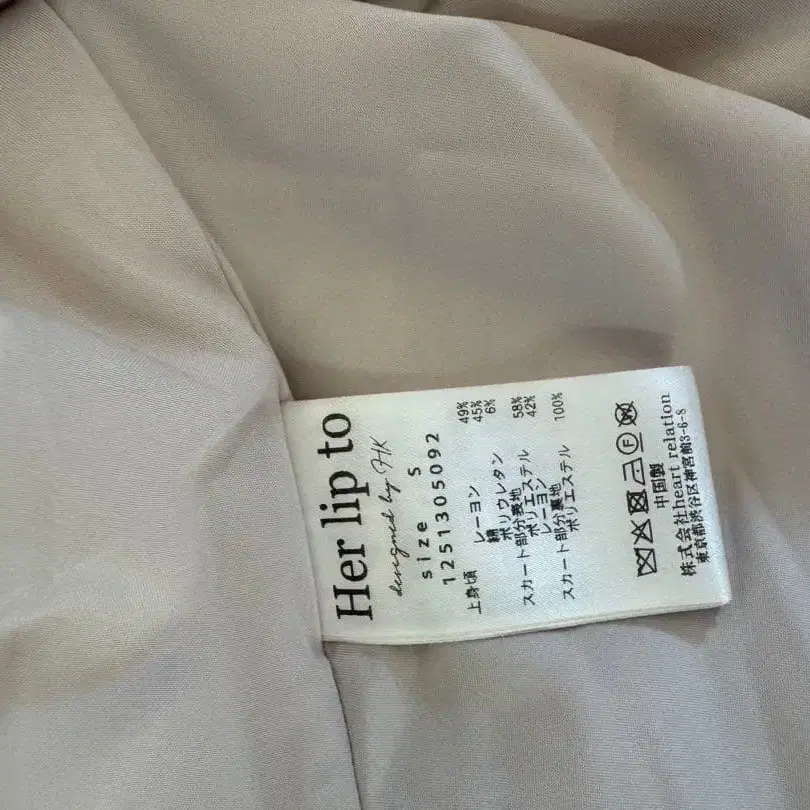 Her lip to
designed by HK
size S
1251305092
上身頃 レーヨン 49%
綿 45%
ポリウレタン 6%
スカート部分表地
ポリエステル 58%
レーヨン 42%
スカート部分裏地
ポリエステル 100%
中国製
株式会社heart relation
東京都渋谷区神宮前3-6-8